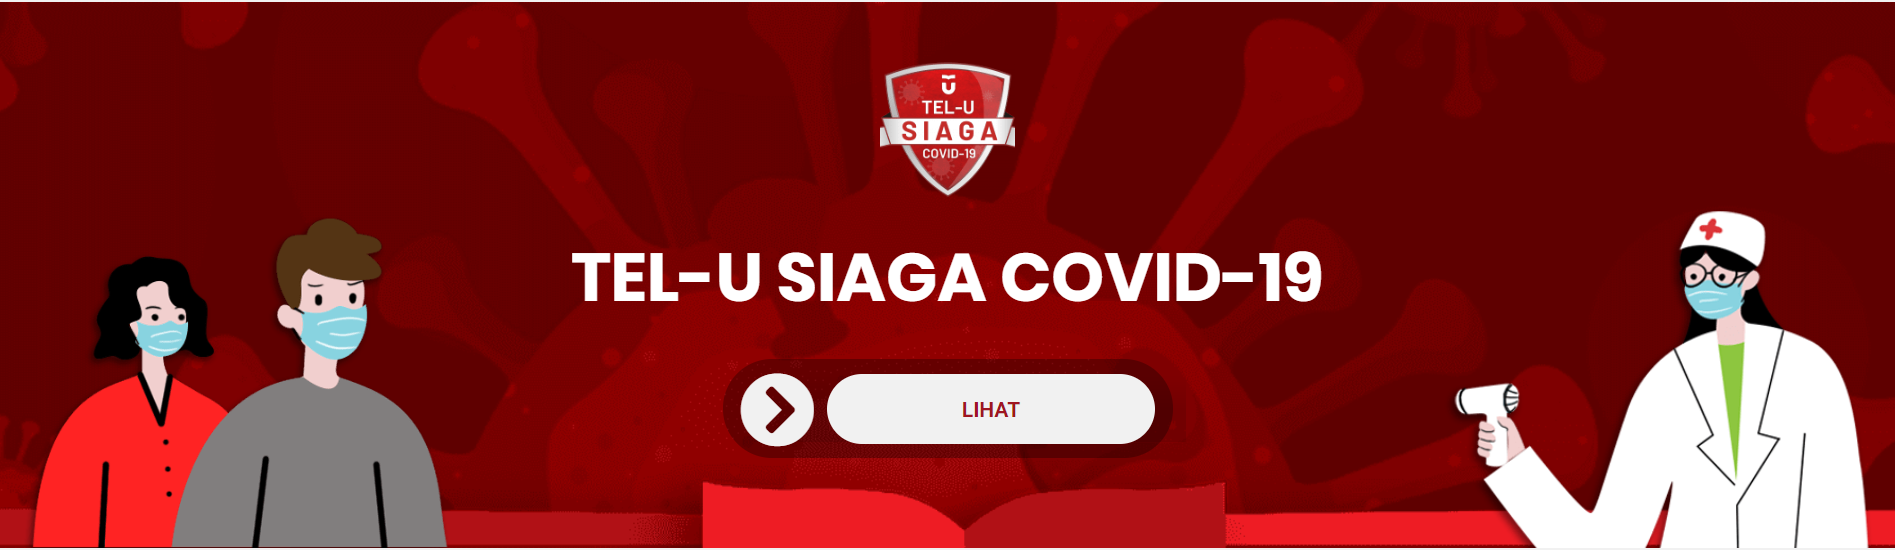 TEL-U
SIAGA
COVID-19
TEL-U SIAGA COVID-19
LIHAT